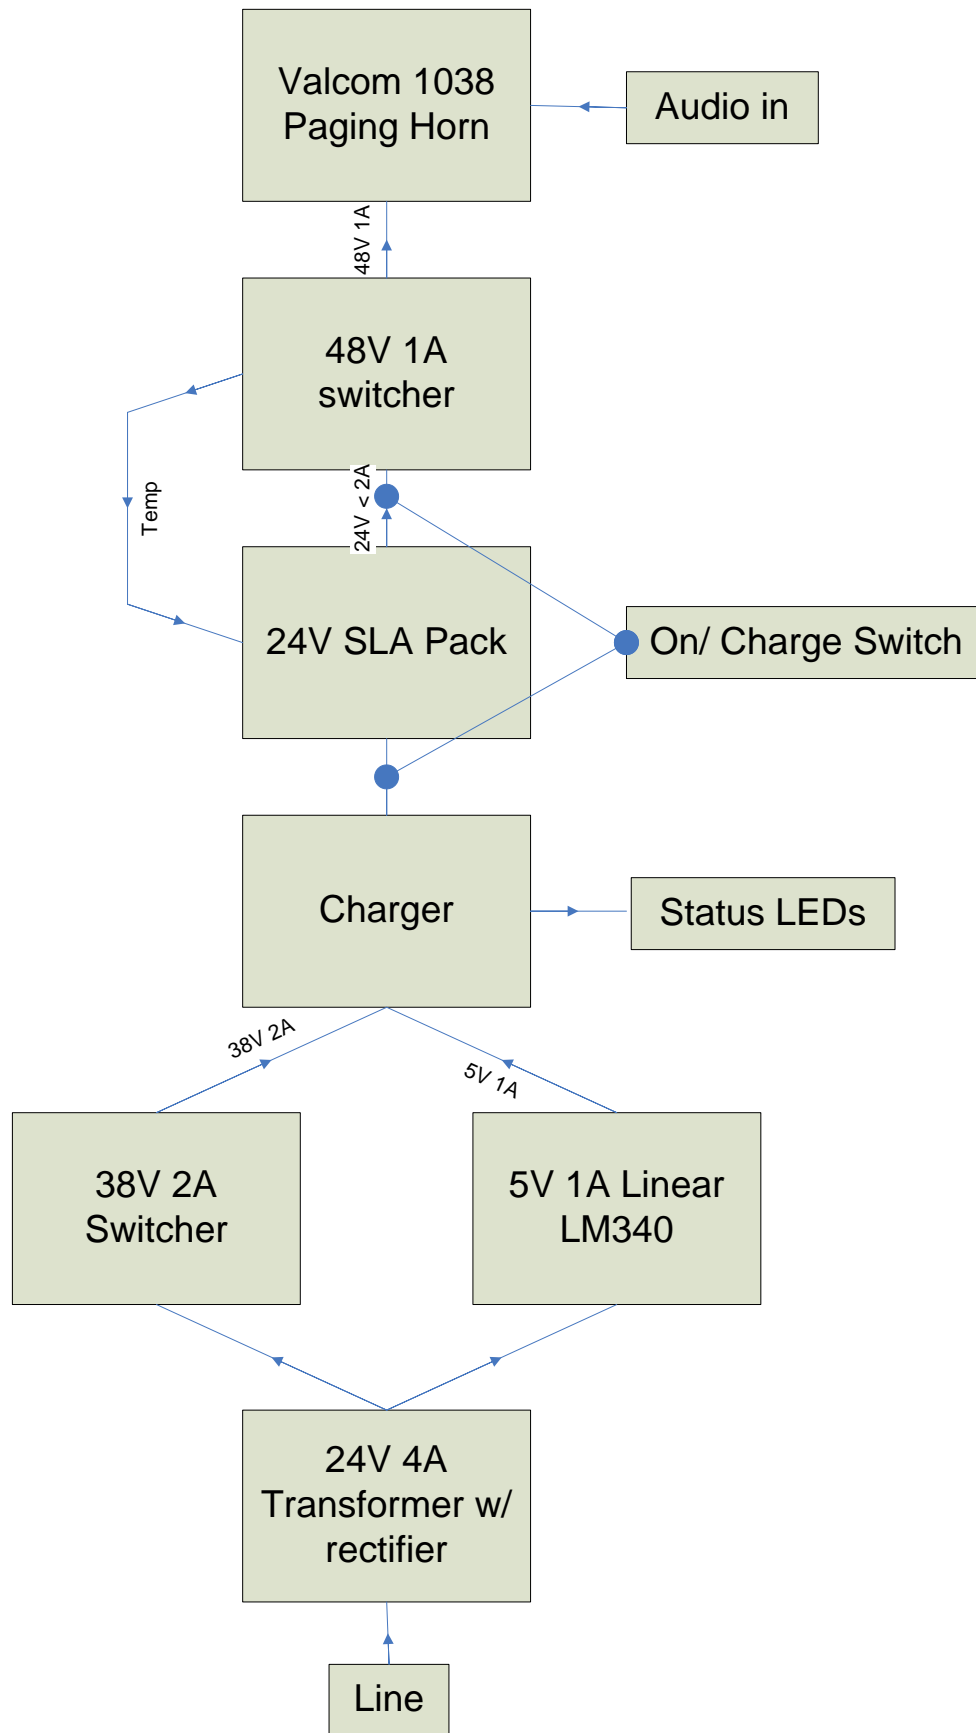 Valcom 1038
Paging Horn
Audio in
48V 1A
48V 1A
switcher
Temp
24V < 2A
24V SLA Pack
On/ Charge Switch
Charger
Status LEDs
38V 2A
5V 1A
38V 2A
Switcher
5V 1A Linear
LM340
24V 4A
Transformer w/
rectifier
Line